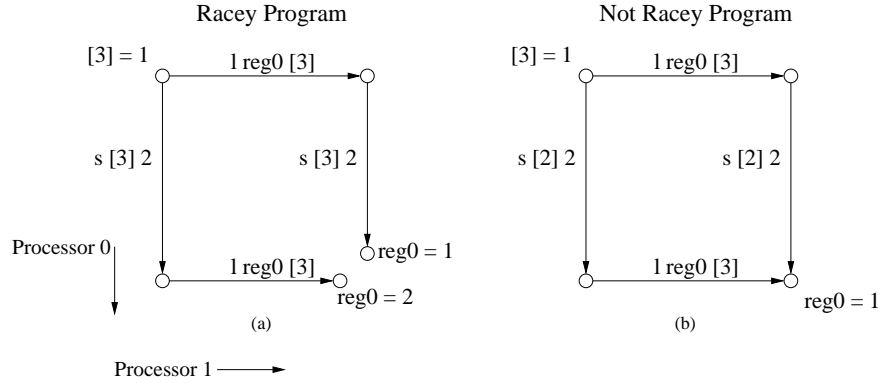 Racey Program
Not Racey Program
[3] = 1
l reg0 [3]
[3] = 1
l reg0 [3]
s [3] 2
s [3] 2
s [2] 2
s [2] 2
Processor 0
l reg0 [3]
reg0 = 1
l reg0 [3]
reg0 = 2
reg0 = 1
(a)
(b)
Processor 1